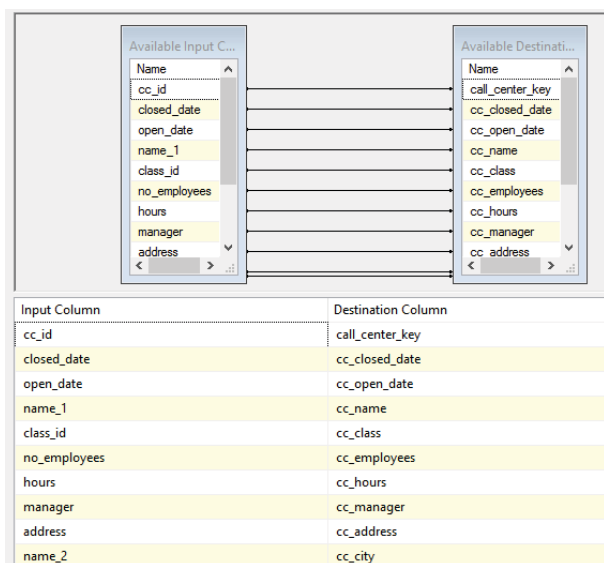 Available Input C... Available Destinati...
Name Name
cc_id call_center_key
closed_date cc_closed_date
open_date cc_open_date
name_1 cc_name
class_id cc_class
no_employees cc_employees
hours cc_hours
manager cc_manager
address cc_address
Input Column Destination Column
cc_id call_center_key
closed_date cc_closed_date
open_date cc_open_date
name_1 cc_name
class_id cc_class
no_employees cc_employees
hours cc_hours
manager cc_manager
address cc_address
name_2 cc_city